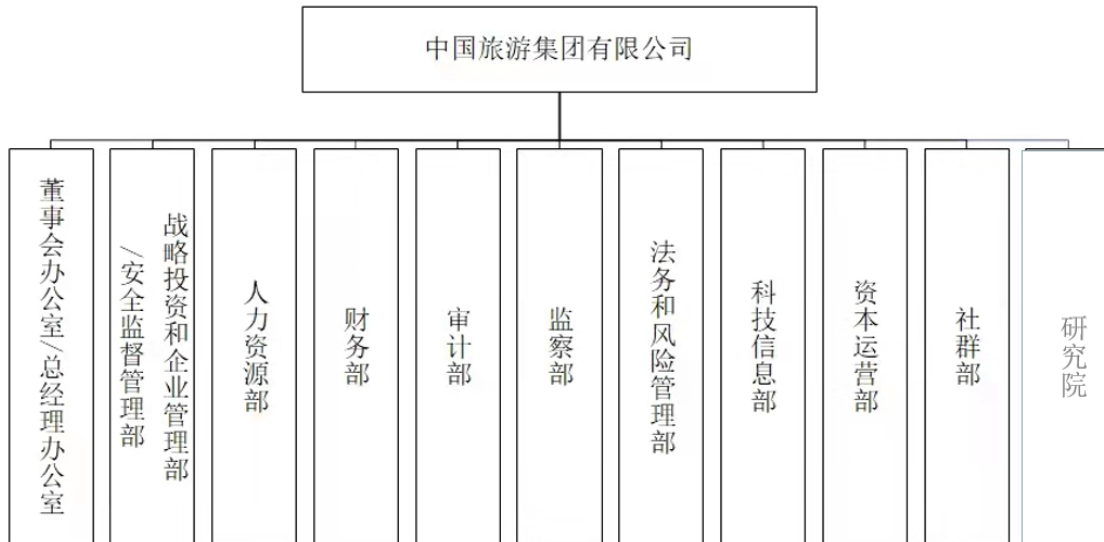 中国旅游集团有限公司
董事会办公室/总经理办公室
战略投资和企业管理部
/安全监督管理部
人力资源部
财务部
审计部
监察部
法务和风险管理部
科技信息部
资本运营部
社群部
研究院